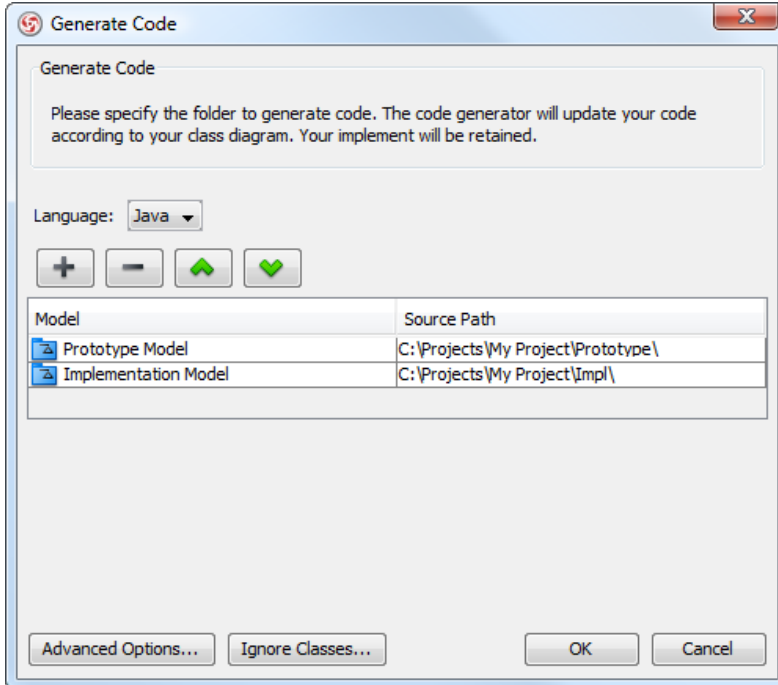 Generate Code
Generate Code
Please specify the folder to generate code. The code generator will update your code
according to your class diagram. Your implement will be retained.
Language: Java
Model Source Path
Prototype Model C:\Projects\My Project\Prototype\
Implementation Model C:\Projects\My Project\Impl\
Advanced Options... Ignore Classes... OK Cancel